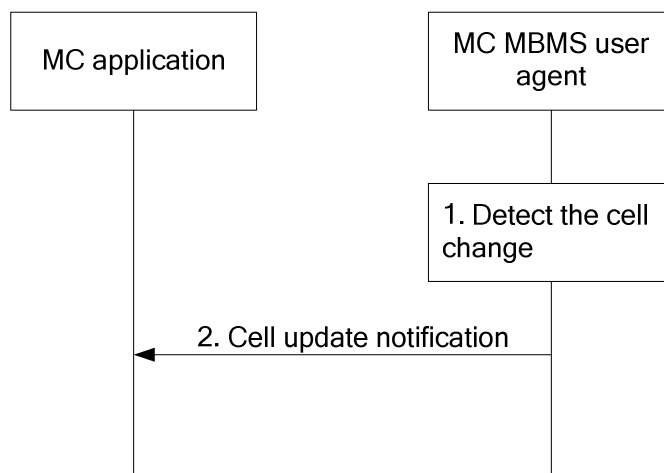 MC application
MC MBMS user
agent
1. Detect the cell
change
2. Cell update notification